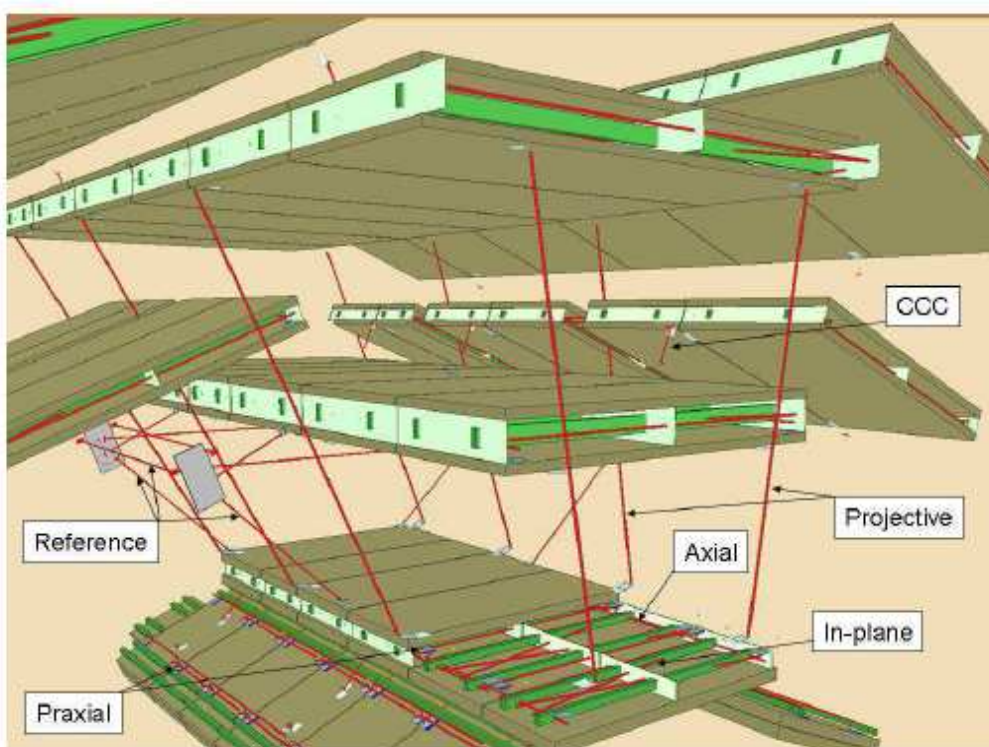 CCC
Reference
Projective
Axial
In-plane
Praxial